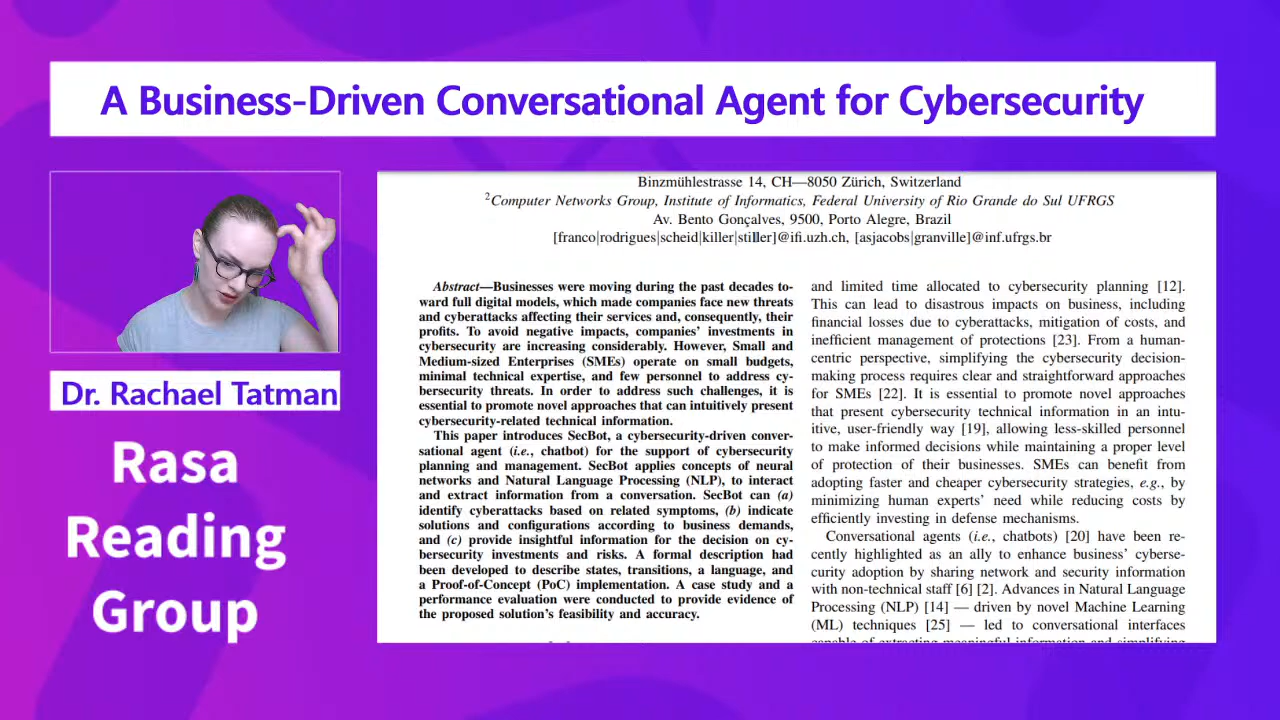 A Business-Driven Conversational Agent for Cybersecurity
Dr. Rachael Tatman
Rasa
Reading
Group
Binzmühlestrasse 14, CH—8050 Zürich, Switzerland
2Computer Networks Group, Institute of Informatics, Federal University of Rio Grande do Sul UFRGS
Av. Bento Gonçalves, 9500, Porto Alegre, Brazil
[franco|rodrigues|scheid|killer|stiller]@ifi.uzh.ch, [asjacobs|granville]@inf.ufrgs.br
Abstract—Businesses were moving during the past decades to-
ward full digital models, which made companies face new threats
and cyberattacks affecting their services and, consequently, their
profits. To avoid negative impacts, companies' investments in
cybersecurity are increasing considerably. However, Small and
Medium-sized Enterprises (SMEs) operate on small budgets,
minimal technical expertise, and few personnel to address cy-
bersecurity threats. In order to address such challenges, it is
essential to promote novel approaches that can intuitively present
cybersecurity-related technical information.
This paper introduces SecBot, a cybersecurity-driven conver-
sational agent (i.e., chatbot) for the support of cybersecurity
planning and management. SecBot applies concepts of neural
networks and Natural Language Processing (NLP), to interact
and extract information from a conversation. SecBot can (a)
identify cyberattacks based on related symptoms, (b) indicate
solutions and configurations according to business demands,
and (c) provide insightful information for the decision on cy-
bersecurity investments and risks. A formal description had
been developed to describe states, transitions, a language, and
a Proof-of-Concept (PoC) implementation. A case study and a
performance evaluation were conducted to provide evidence of
the proposed solution's feasibility and accuracy.
and limited time allocated to cybersecurity planning [12].
This can lead to disastrous impacts on business, including
financial losses due to cyberattacks, mitigation of costs, and
inefficient management of protections [23]. From a human-
centric perspective, simplifying the cybersecurity decision-
making process requires clear and straightforward approaches
for SMEs [22]. It is essential to promote novel approaches
that present cybersecurity technical information in an intu-
itive, user-friendly way [19], allowing less-skilled personnel
to make informed decisions while maintaining a proper level
of protection of their businesses. SMEs can benefit from
adopting faster and cheaper cybersecurity strategies, e.g., by
minimizing human experts' need while reducing costs by
efficiently investing in defense mechanisms.
Conversational agents (i.e., chatbots) [20] have been re-
cently highlighted as an ally to enhance business' cyberse-
curity adoption by sharing network and security information
with non-technical staff [6] [2]. Advances in Natural Language
Processing (NLP) [14] — driven by novel Machine Learning
(ML) techniques [25] — led to conversational interfaces
capable of extracting meaningful information and simplifying